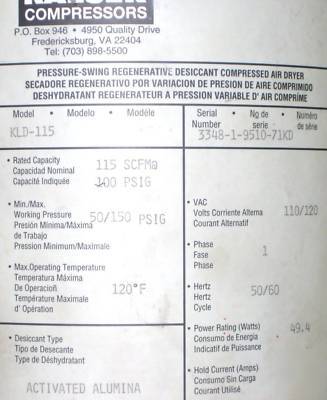 COMPRESSORS
P.O. Box 946 • 4950 Quality Drive
Fredericksburg, VA 22404
Tel: (703) 898-5500
PRESSURE-SWING REGENERATIVE DESICCANT COMPRESSED AIR DRYER
SECADORE REGENERATIVO POR VARIACION DE PRESION DE AIRE COMPRIMIDO
DESHYDRATANT REGENERATEUR A PRESSION VARIABLE D' AIR COMPRIME
Model • Modelo • Modéle
KLD-115
Serial Number • No de serie • No de serie
3348-1-9510-71KD
• Rated Capacity
Capacidad Nominal
Capacité Indiquée
115 SCFM@
100 PSIG
• Min./Max.
Working Pressure
Presión Mínima/Máxima
de Trabajo
Pression Minimum/Maximale
50/150 PSIG
• Max.Operating Temperature
Temperatura Máxima
De Operacioñ
Température Maximale
d' Opération
120°F
• Desiccant Type
Tipo de Desecante
Type de Déshydratant
ACTIVATED ALUMINA
• VAC
Volts Corriente Alterna
Courant Alternatif
110/120
• Phase
Fase
Phase
1
• Hertz
Hertz
Cycle
50/60
• Power Rating (Watts)
Consumo de Energía
Indicatif de Puissance
49.4
• Hold Current (Amps)
Consumo Sin Carga
Courant Utilisé